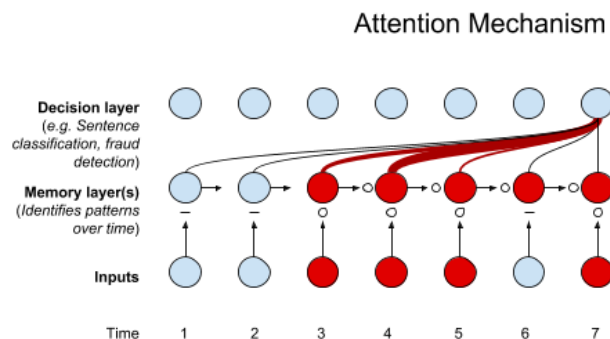 Attention Mechanism
Decision layer
(e.g. Sentence
classification, fraud
detection)
Memory layer(s)
(Identifies patterns
over time)
Inputs
Time 1 2 3 4 5 6 7